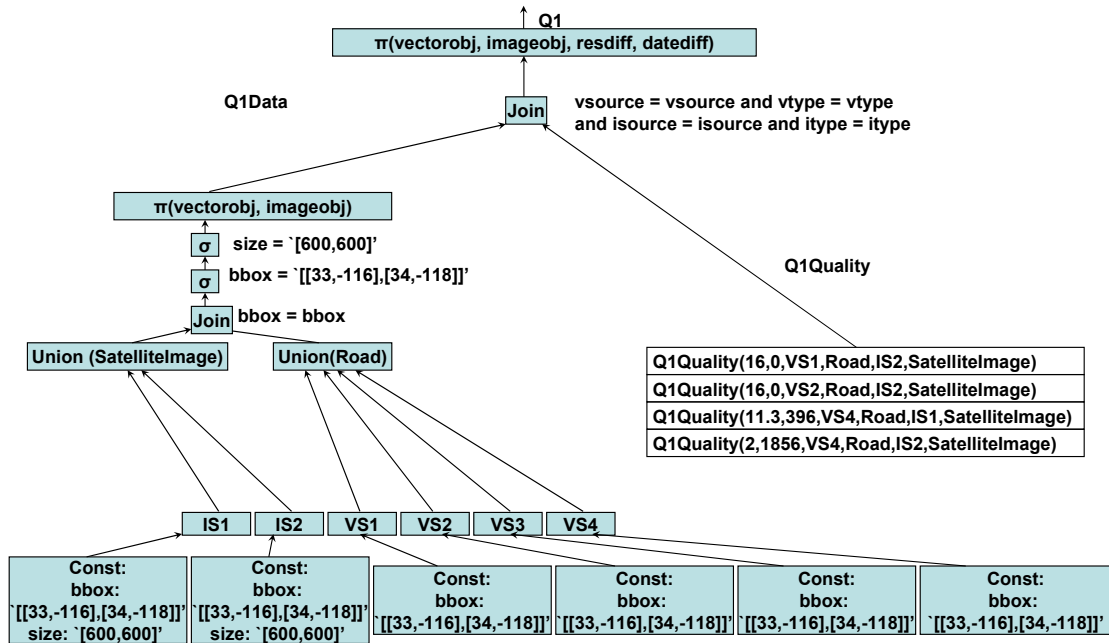 Q1
π(vectorobj, imageobj, resdiff, datediff)
Q1Data
Join
vsource = vsource and vtype = vtype
and isource = isource and itype = itype
π(vectorobj, imageobj)
σ
size = `[600,600]’
σ
bbox = `[[33,-116],[34,-118]]’
Q1Quality
Join
bbox = bbox
Union (SatelliteImage)
Union(Road)
Q1Quality(16,0,VS1,Road,IS2,SatelliteImage)
Q1Quality(16,0,VS2,Road,IS2,SatelliteImage)
Q1Quality(11.3,396,VS4,Road,IS1,SatelliteImage)
Q1Quality(2,1856,VS4,Road,IS2,SatelliteImage)
IS1
IS2
VS1
VS2
VS3
VS4
Const:
bbox:
`[[33,-116],[34,-118]]’
size: `[600,600]’
Const:
bbox:
`[[33,-116],[34,-118]]’
size: `[600,600]’
Const:
bbox:
`[[33,-116],[34,-118]]’
Const:
bbox:
`[[33,-116],[34,-118]]’
Const:
bbox:
`[[33,-116],[34,-118]]’
Const:
bbox:
`[[33,-116],[34,-118]]’